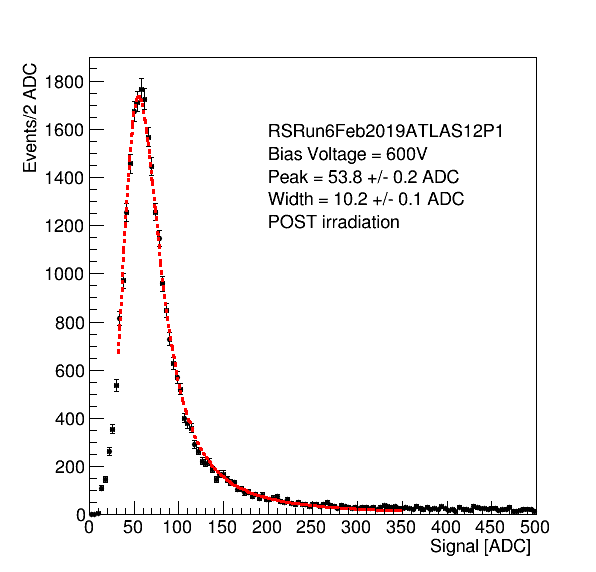 Events/2 ADC
1800
1600
1400
1200
1000
800
600
400
200
0
RSRun6Feb2019ATLAS12P1
Bias Voltage = 600V
Peak = 53.8 +/- 0.2 ADC
Width = 10.2 +/- 0.1 ADC
POST irradiation
0 50 100 150 200 250 300 350 400 450 500
Signal [ADC]